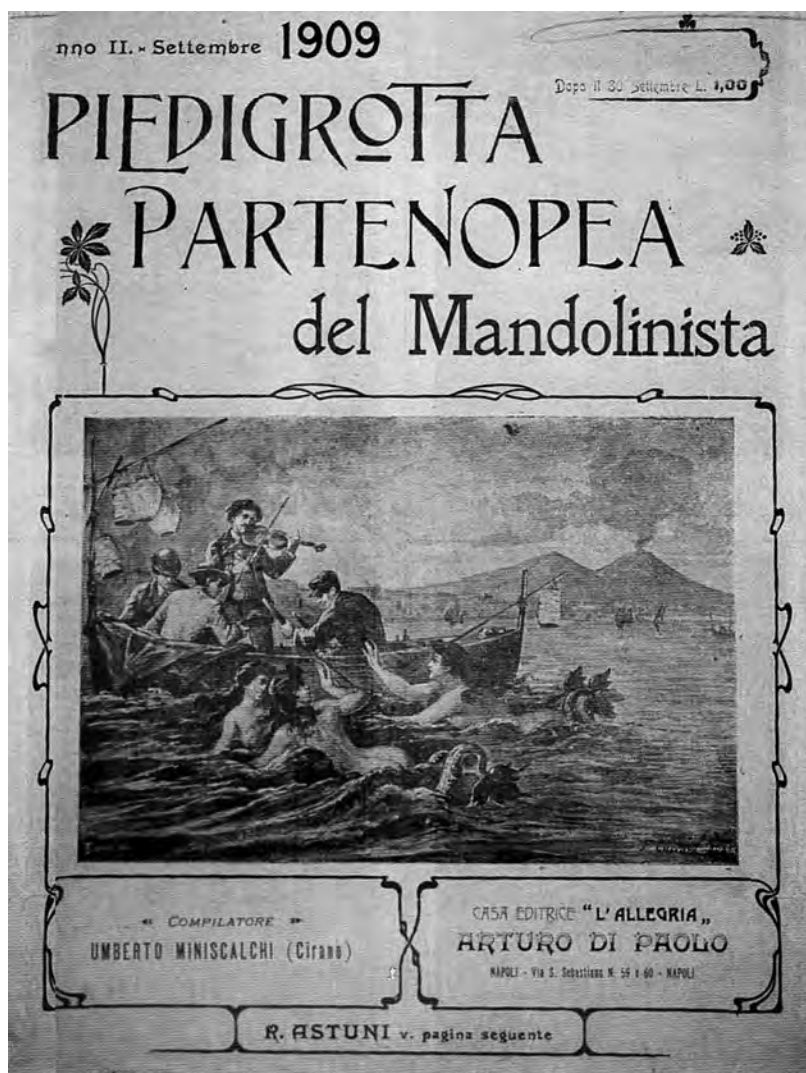 nno II. - Settembre 1909
Dopo il 30 Settembre L. 1,00
PIEDIGROTTA
PARTENOPEA
del Mandolinista
COMPILATORE
UMBERTO MINISCALCHI (Cirano)
CASA EDITRICE "L'ALLEGRIA„
ARTURO DI PAOLO
NAPOLI - Via S. Sebastiano N. 59 e 60 - NAPOLI
R. ASTUNI v. pagina seguente